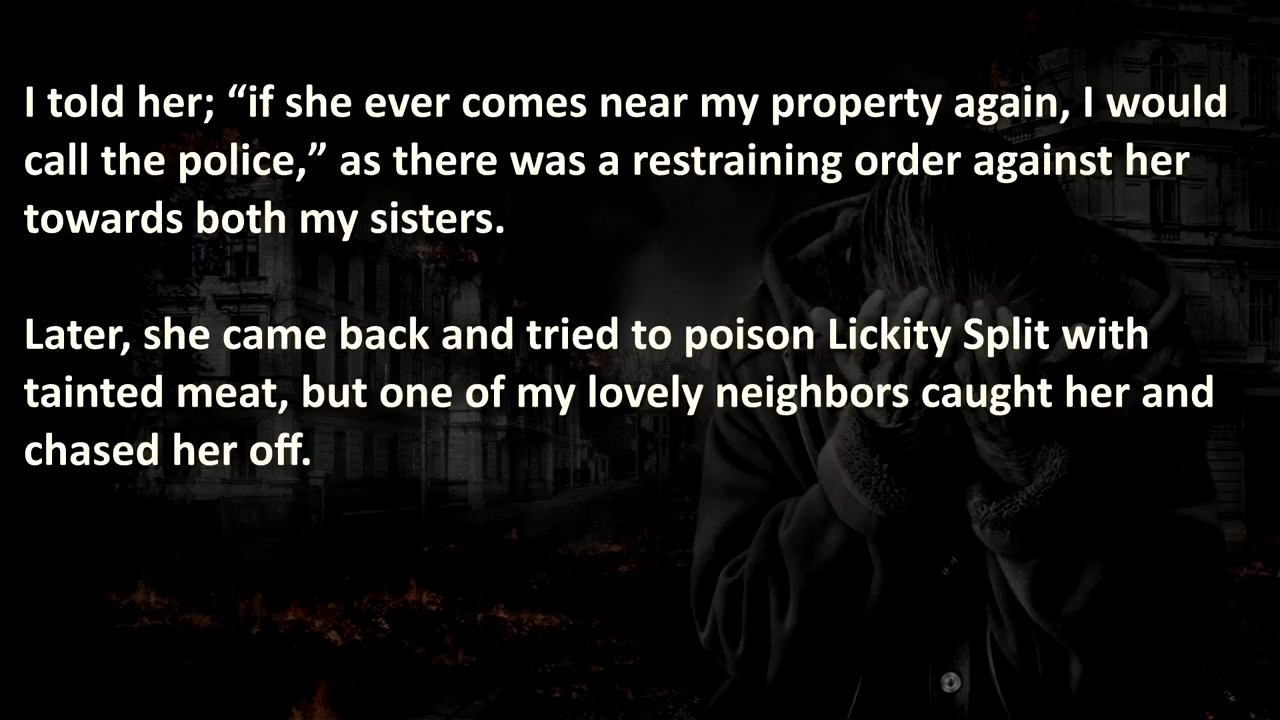 I told her; “if she ever comes near my property again, I would
call the police,” as there was a restraining order against her
towards both my sisters.
Later, she came back and tried to poison Lickity Split with
tainted meat, but one of my lovely neighbors caught her and
chased her off.